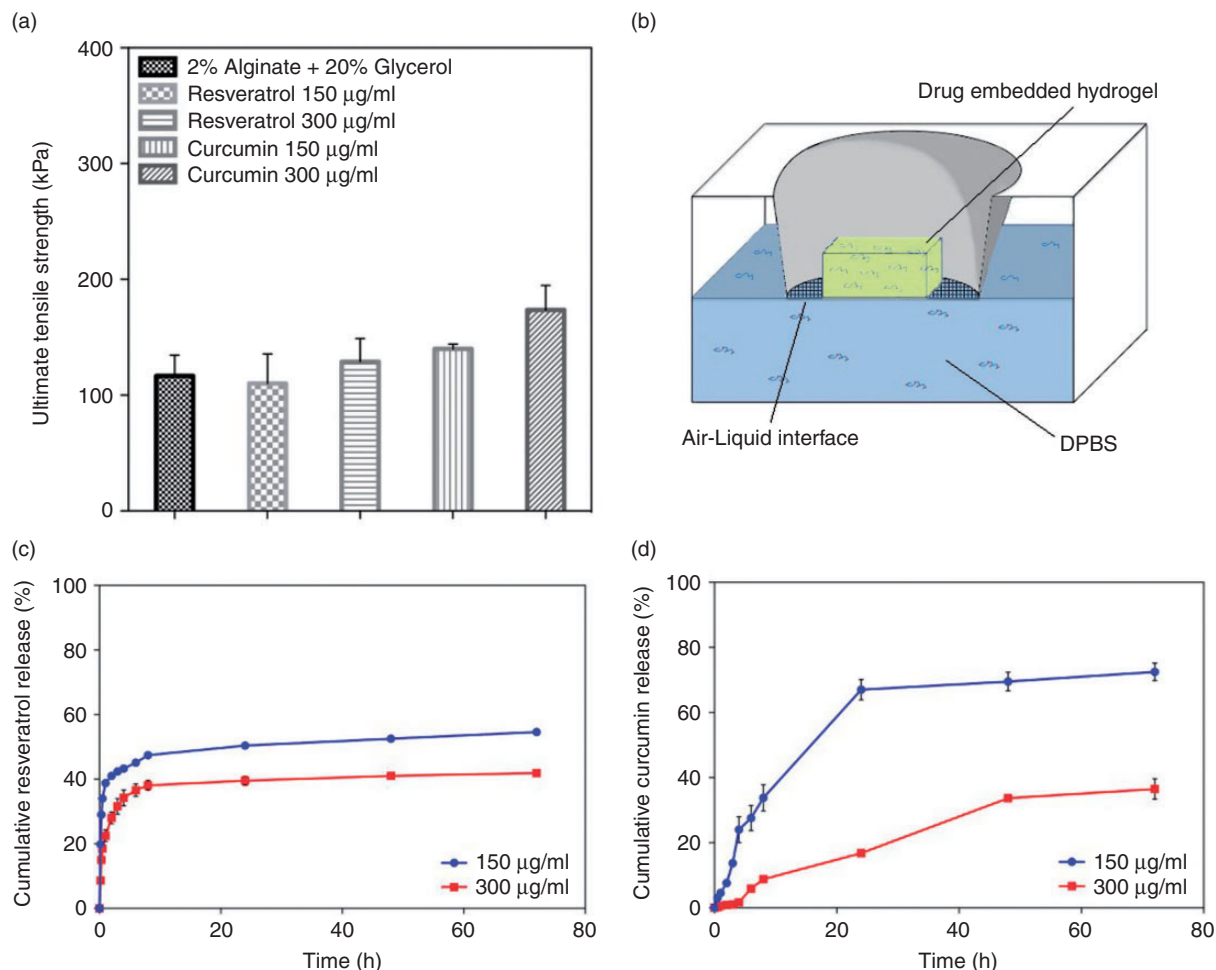 (a)
400
300
200
100
0
Ultimate tensile strength (kPa)
2% Alginate + 20% Glycerol
Resveratrol 150 μg/ml
Resveratrol 300 μg/ml
Curcumin 150 μg/ml
Curcumin 300 μg/ml
(b)
Drug embedded hydrogel
Air-Liquid interface
DPBS
(c)
100
80
60
40
20
0
Cumulative resveratrol release (%)
150 μg/ml
300 μg/ml
0
20
40
60
80
Time (h)
(d)
100
80
60
40
20
0
Cumulative curcumin release (%)
150 μg/ml
300 μg/ml
0
20
40
60
80
Time (h)